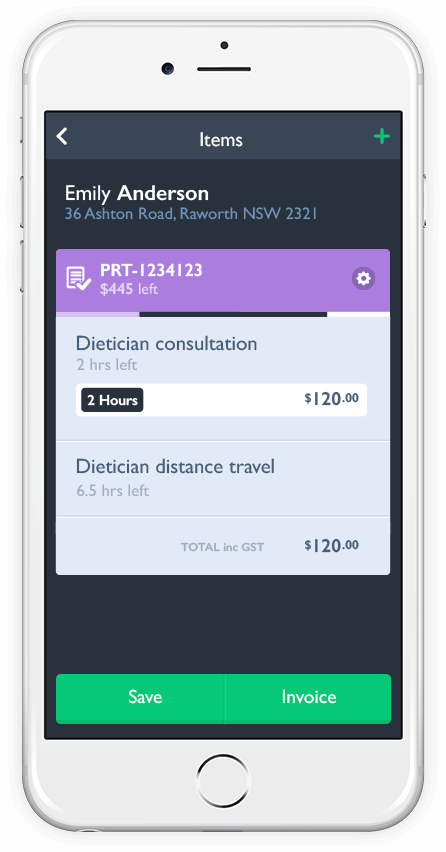 Items
Emily Anderson
36 Ashton Road, Raworth NSW 2321
PRT-1234123
$445 left
Dietician consultation
2 hrs left
2 Hours $120.00
Dietician distance travel
6.5 hrs left
TOTAL inc GST $120.00
Save Invoice